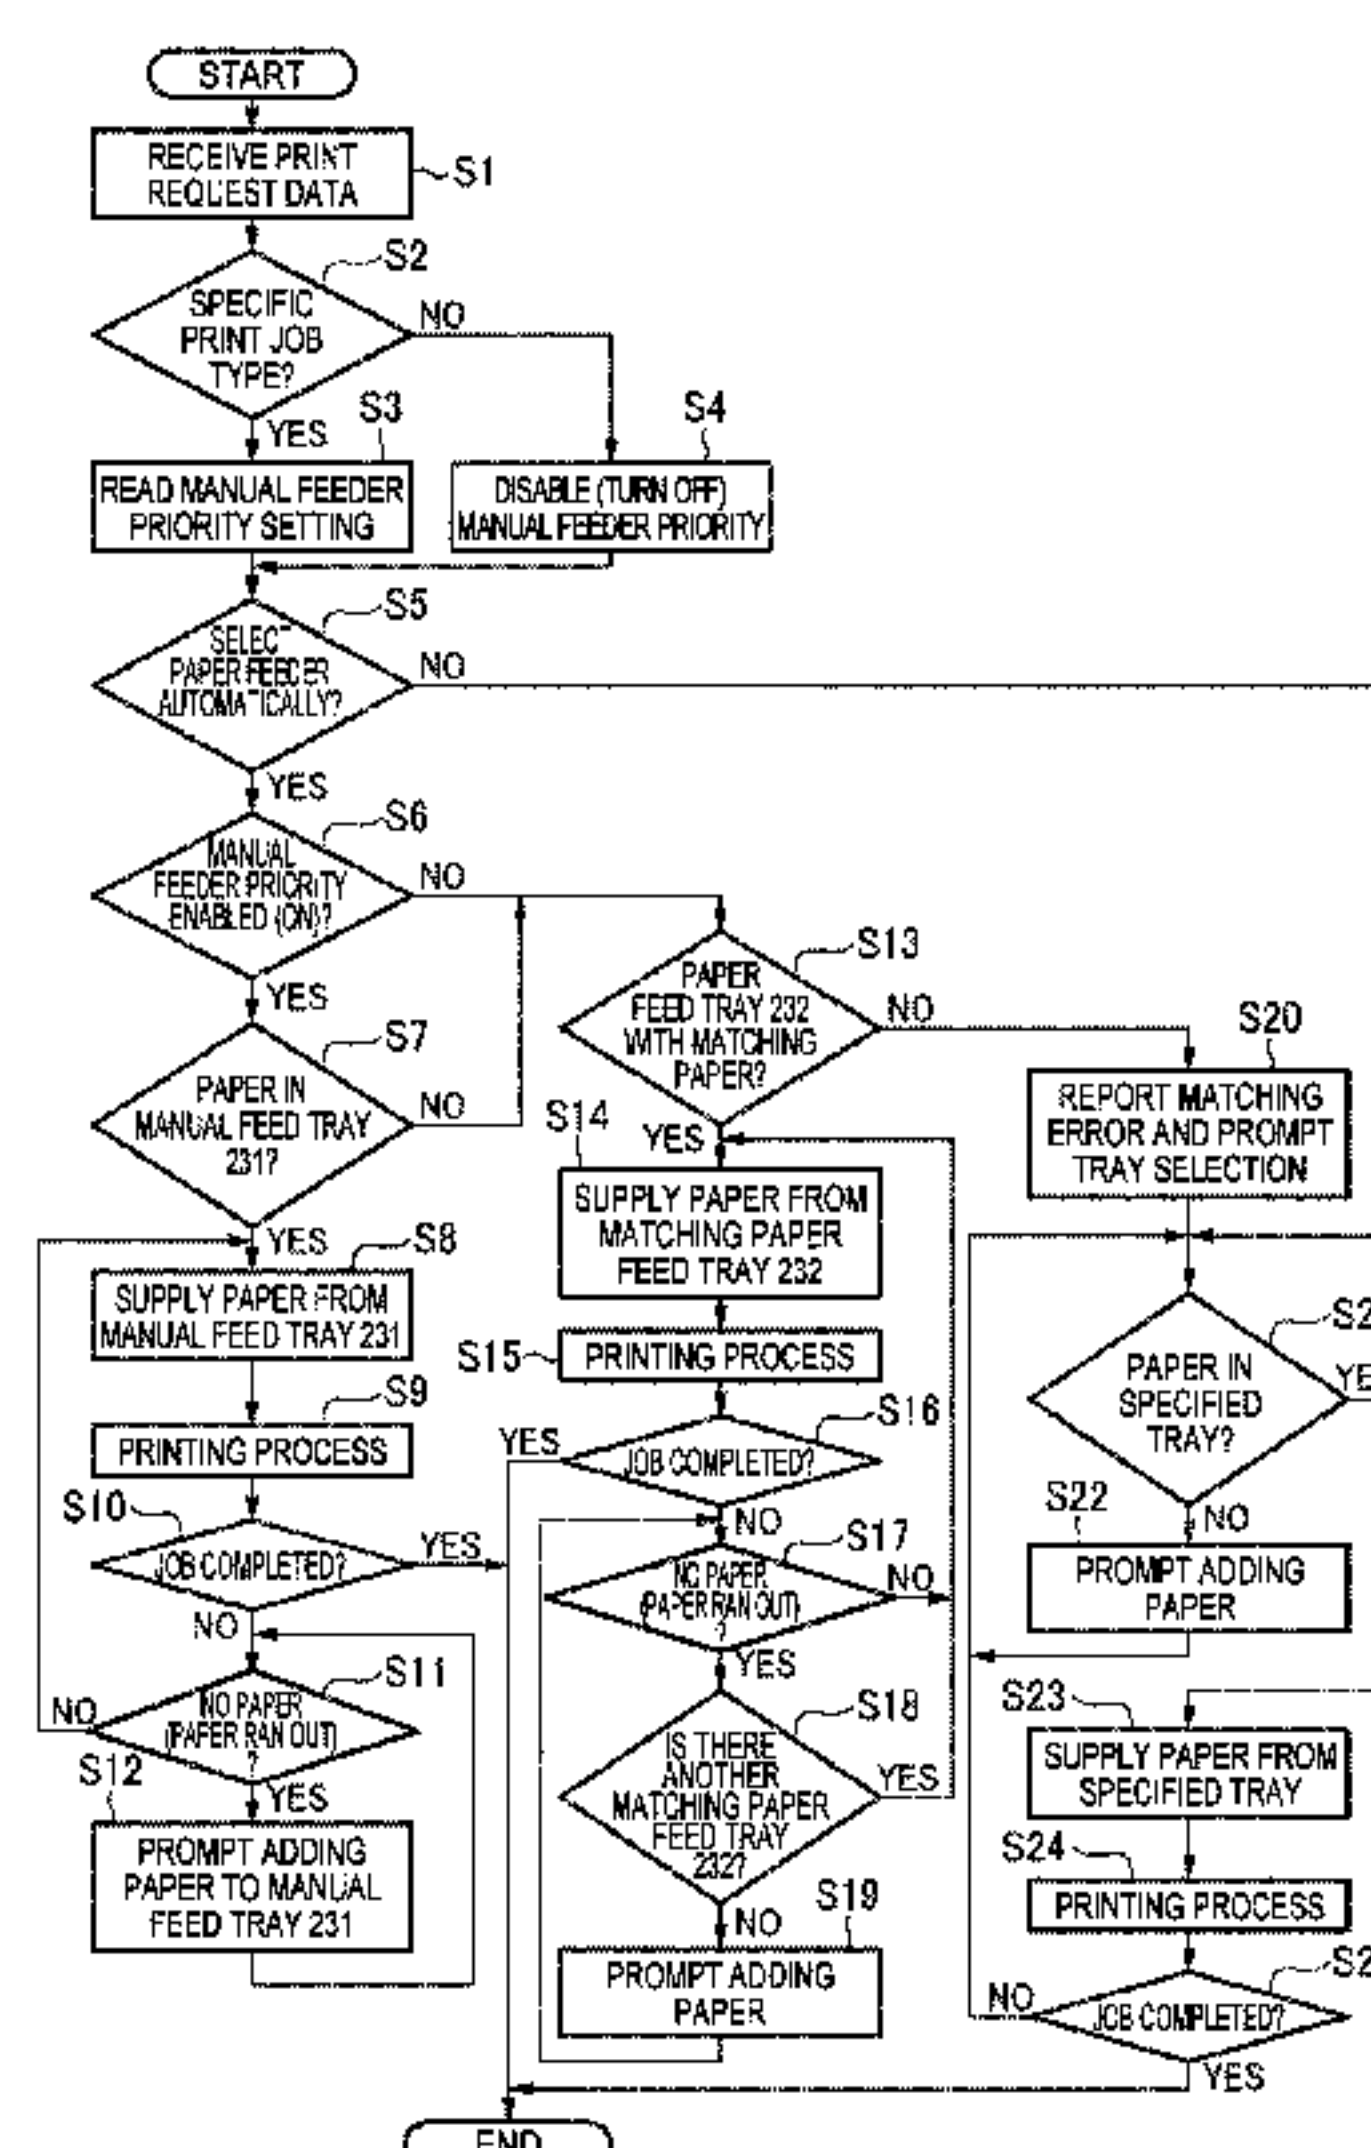 START
RECEIVE PRINT
REQUEST DATA
S1
S2
SPECIFIC
PRINT JOB
TYPE?
NO
YES
S3
READ MANUAL FEEDER
PRIORITY SETTING
S4
DISABLE (TURN OFF)
MANUAL FEEDER PRIORITY
S5
SELECT
PAPER FEEDER
AUTOMATICALLY?
NO
YES
S6
MANUAL
FEEDER PRIORITY
ENABLED (ON)?
NO
YES
S7
PAPER IN
MANUAL FEED TRAY
231?
NO
YES
S8
SUPPLY PAPER FROM
MANUAL FEED TRAY 231
S9
PRINTING PROCESS
S10
JOB COMPLETED?
YES
NO
S11
NO PAPER
(PAPER RAN OUT)
?
NO
YES
S12
PROMPT ADDING
PAPER TO MANUAL
FEED TRAY 231
S13
PAPER
FEED TRAY 232
WITH MATCHING
PAPER?
NO
YES
S14
SUPPLY PAPER FROM
MATCHING PAPER
FEED TRAY 232
S15
PRINTING PROCESS
S16
JOB COMPLETED?
YES
NO
S17
NO PAPER
(PAPER RAN OUT)
?
NO
YES
S18
IS THERE
ANOTHER
MATCHING PAPER
FEED TRAY
232?
YES
NO
S19
PROMPT ADDING
PAPER
S20
REPORT MATCHING
ERROR AND PROMPT
TRAY SELECTION
S2
PAPER IN
SPECIFIED
TRAY?
YE
NO
S22
PROMPT ADDING
PAPER
S23
SUPPLY PAPER FROM
SPECIFIED TRAY
S24
PRINTING PROCESS
S2
JOB COMPLETED?
NO
YES
END